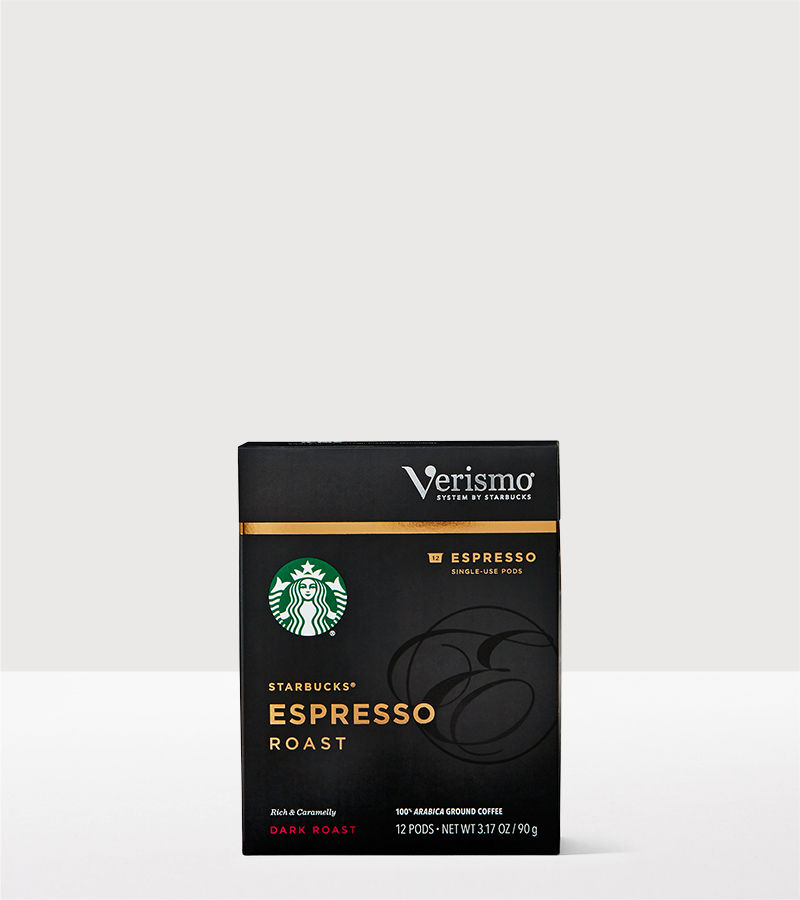 Verismo®
SYSTEM BY STARBUCKS
12 ESPRESSO
SINGLE-USE PODS
®
STARBUCKS®
ESPRESSO
ROAST
E
Rich & Caramelly
DARK ROAST
100% ARABICA GROUND COFFEE
12 PODS • NET WT 3.17 OZ / 90 g